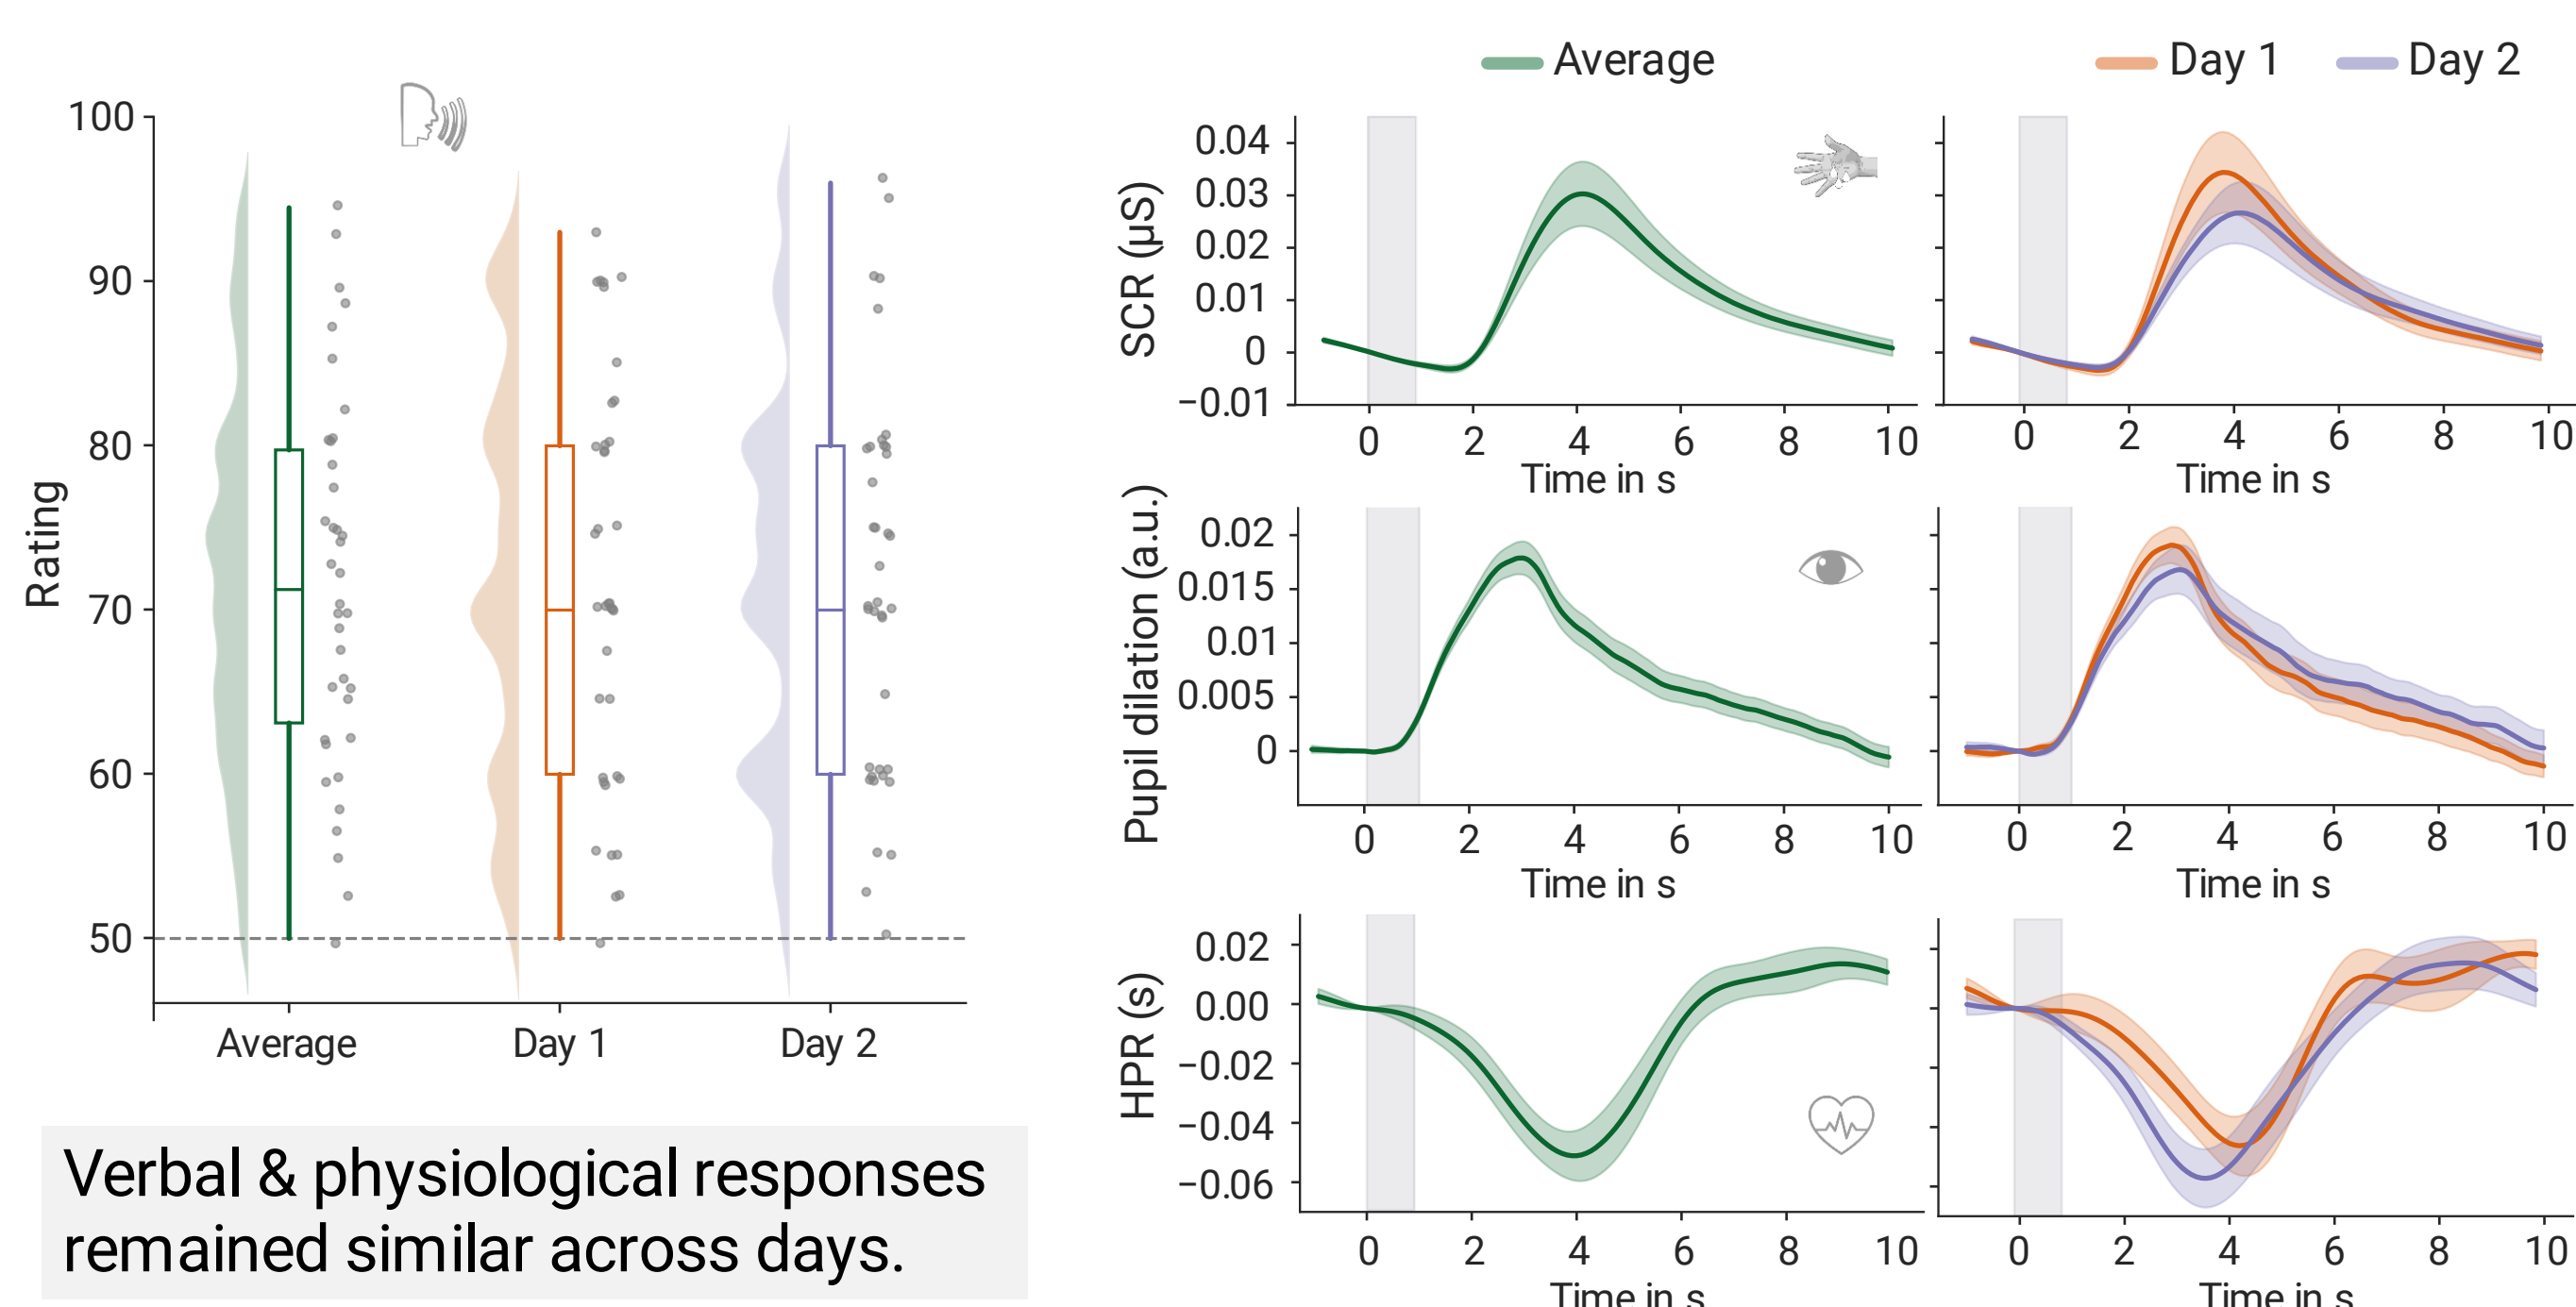 Average
Day 1
Day 2
100
90
80
70
60
50
Rating
Average
Day 1
Day 2
Verbal & physiological responses
remained similar across days.
0.04
0.03
0.02
0.01
0
−0.01
SCR (µS)
0 2 4 6 8 10
Time in s
0 2 4 6 8 10
Time in s
0.02
0.015
0.01
0.005
0
Pupil dilation (a.u.)
0 2 4 6 8 10
Time in s
0 2 4 6 8 10
Time in s
0.02
0.00
−0.02
−0.04
−0.06
HPR (s)
0 2 4 6 8 10
Time in s
0 2 4 6 8 10
Time in s